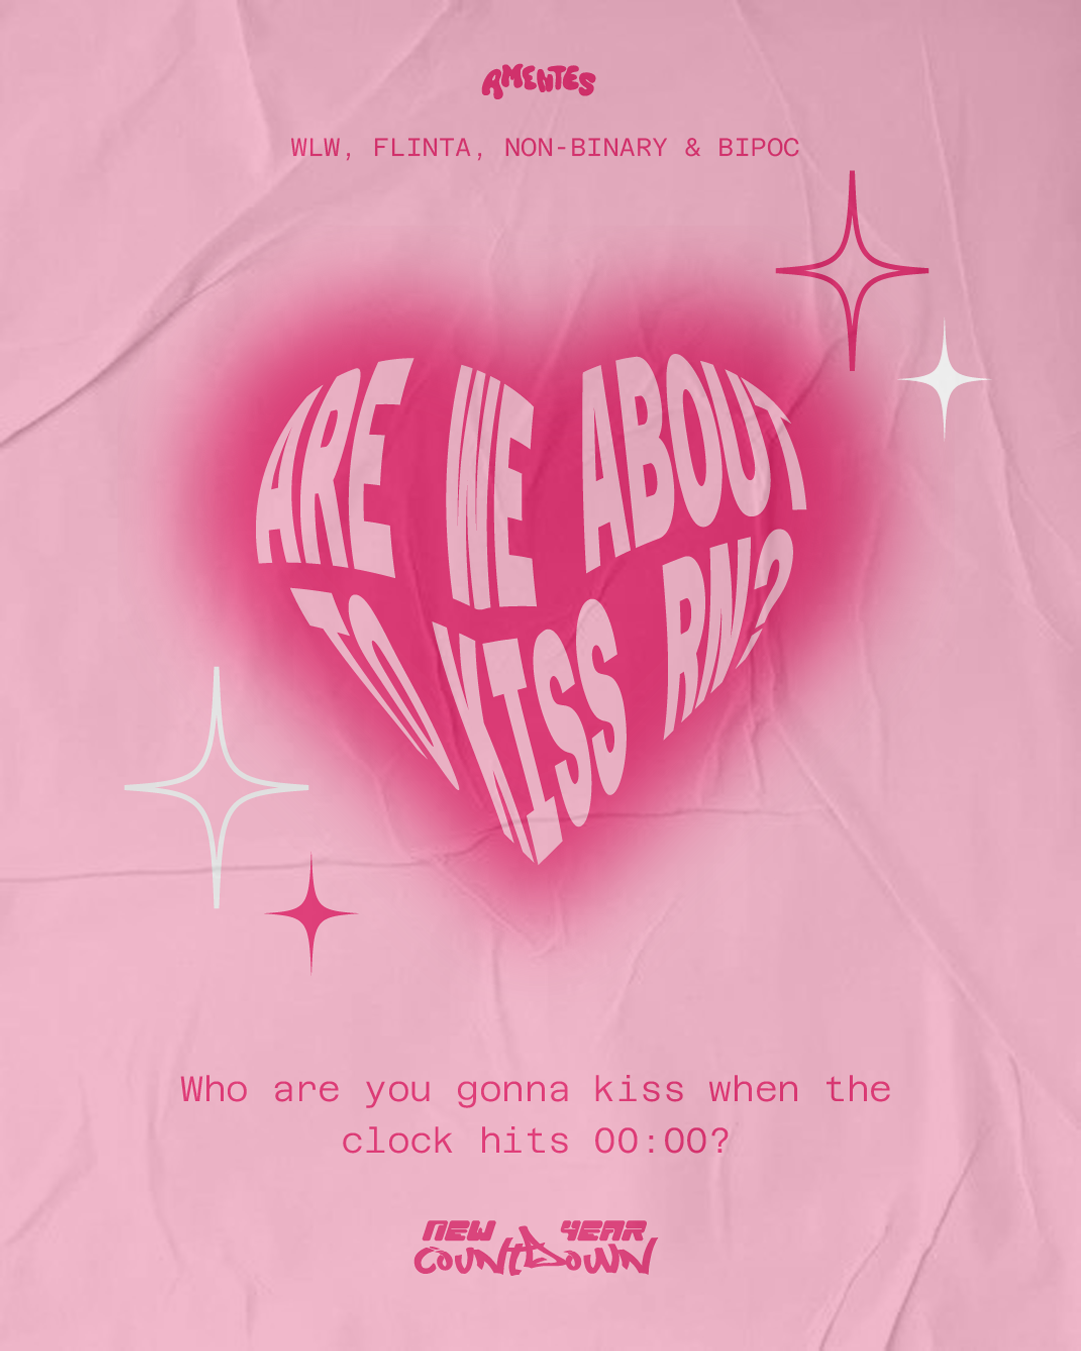 AMENTES
WLW, FLINTA, NON-BINARY & BIPOC
ARE WE ABOUT
TO KISS RN?
Who are you gonna kiss when the
clock hits 00:00?
NEW YEAR
COUNTDOWN